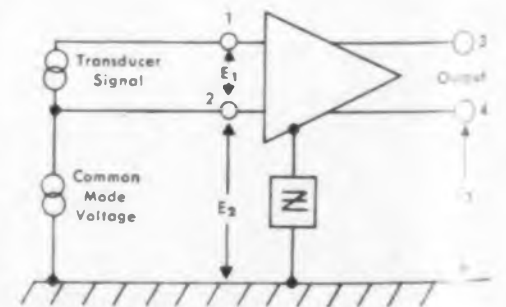 1
Transducer
Signal
E1
2
Common
Mode
Voltage
E2
3
Output
4